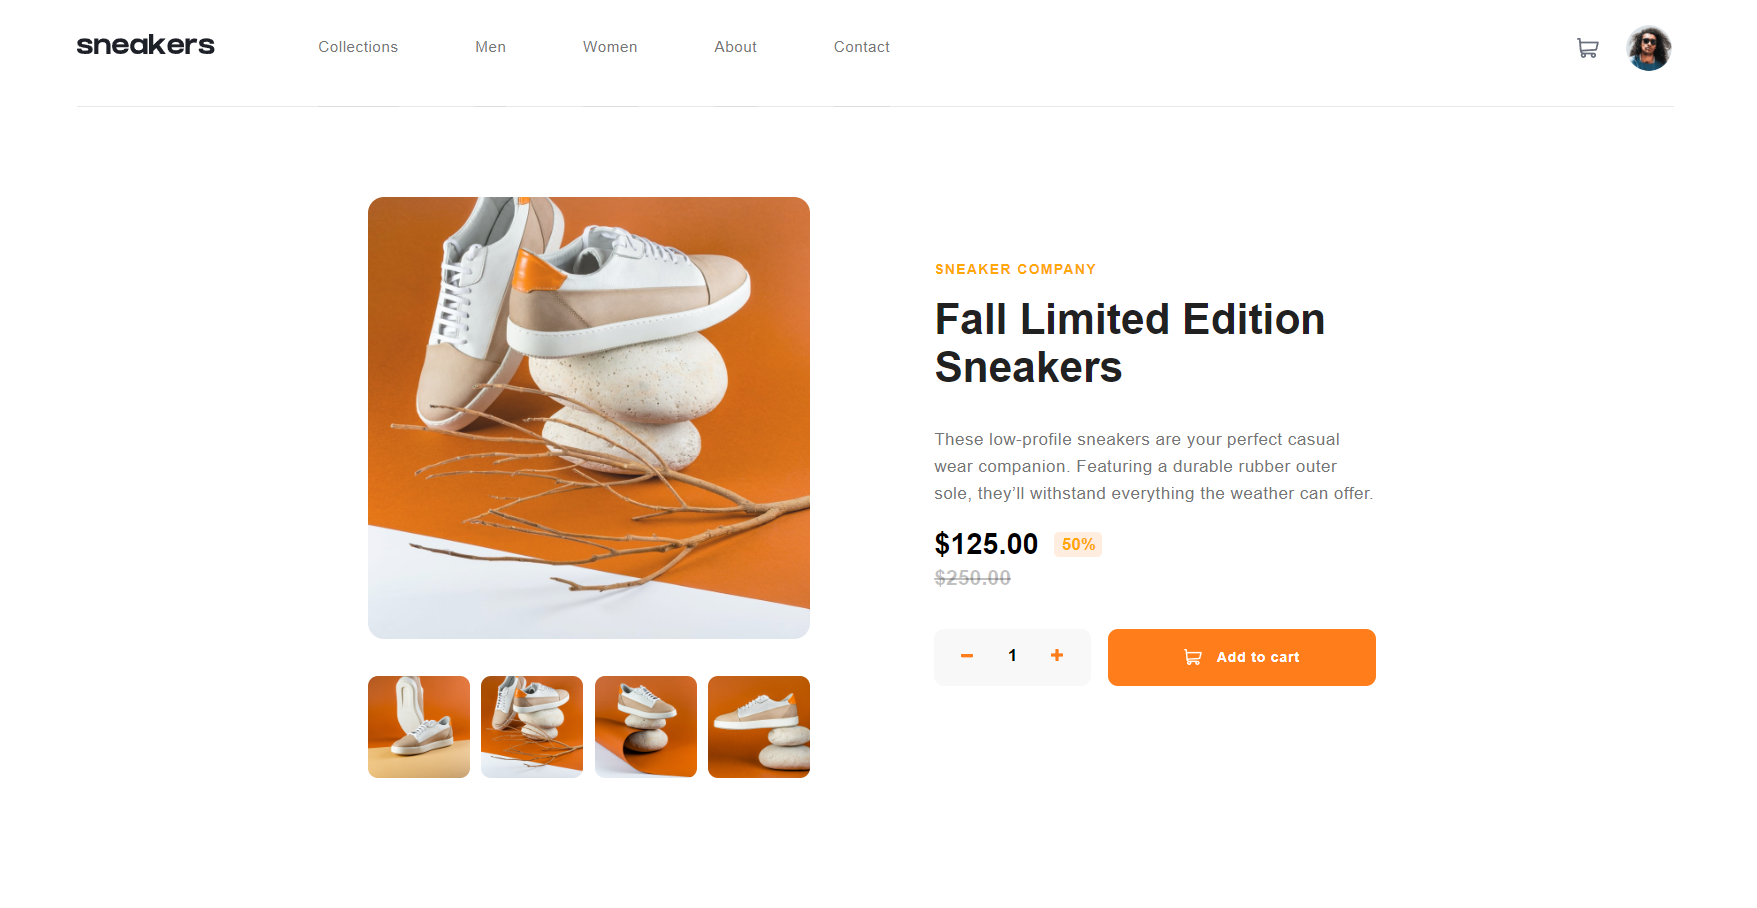 sneakers
Collections
Men
Women
About
Contact
SNEAKER COMPANY
Fall Limited Edition
Sneakers
These low-profile sneakers are your perfect casual
wear companion. Featuring a durable rubber outer
sole, they’ll withstand everything the weather can offer.
$125.00 50%
$250.00
1
Add to cart